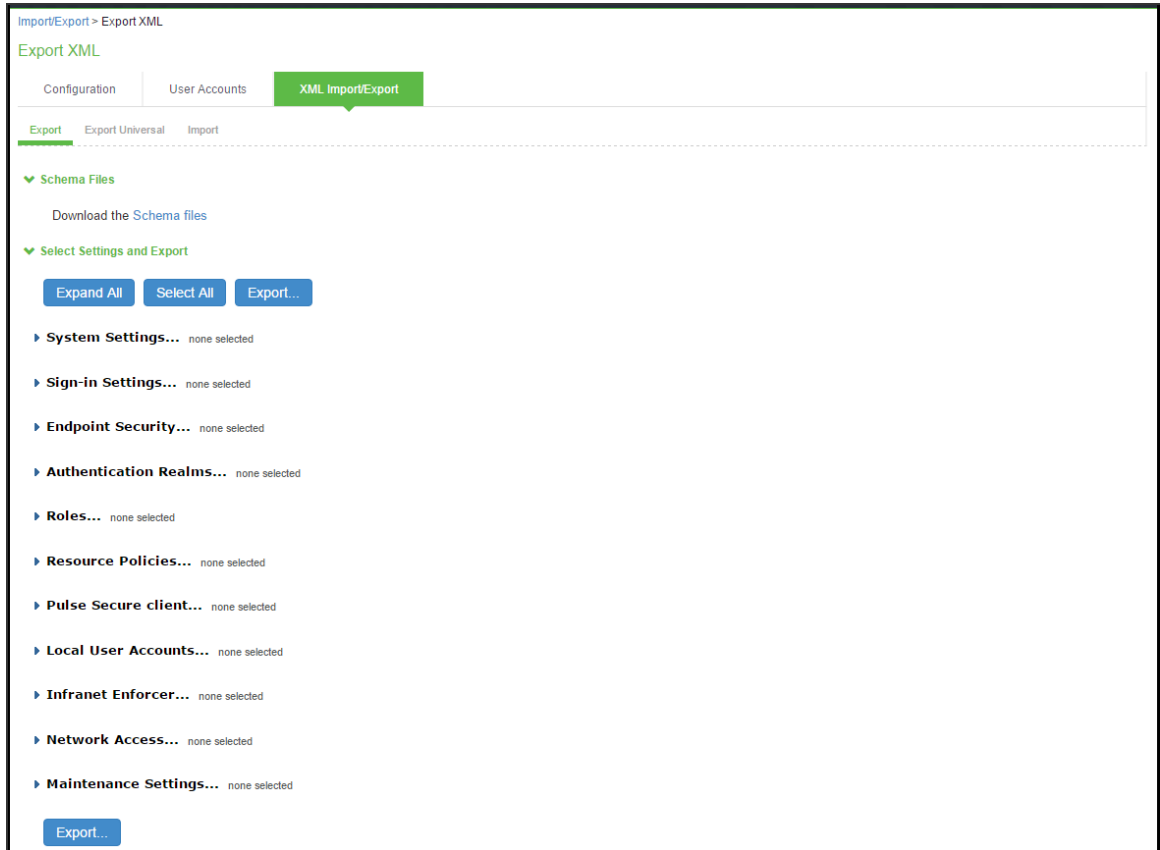 Import/Export > Export XML
Export XML
Configuration User Accounts XML Import/Export
Export Export Universal Import
Schema Files
Download the Schema files
Select Settings and Export
Expand All Select All Export...
System Settings... none selected
Sign-in Settings... none selected
Endpoint Security... none selected
Authentication Realms... none selected
Roles... none selected
Resource Policies... none selected
Pulse Secure client... none selected
Local User Accounts... none selected
Infranet Enforcer... none selected
Network Access... none selected
Maintenance Settings... none selected
Export...